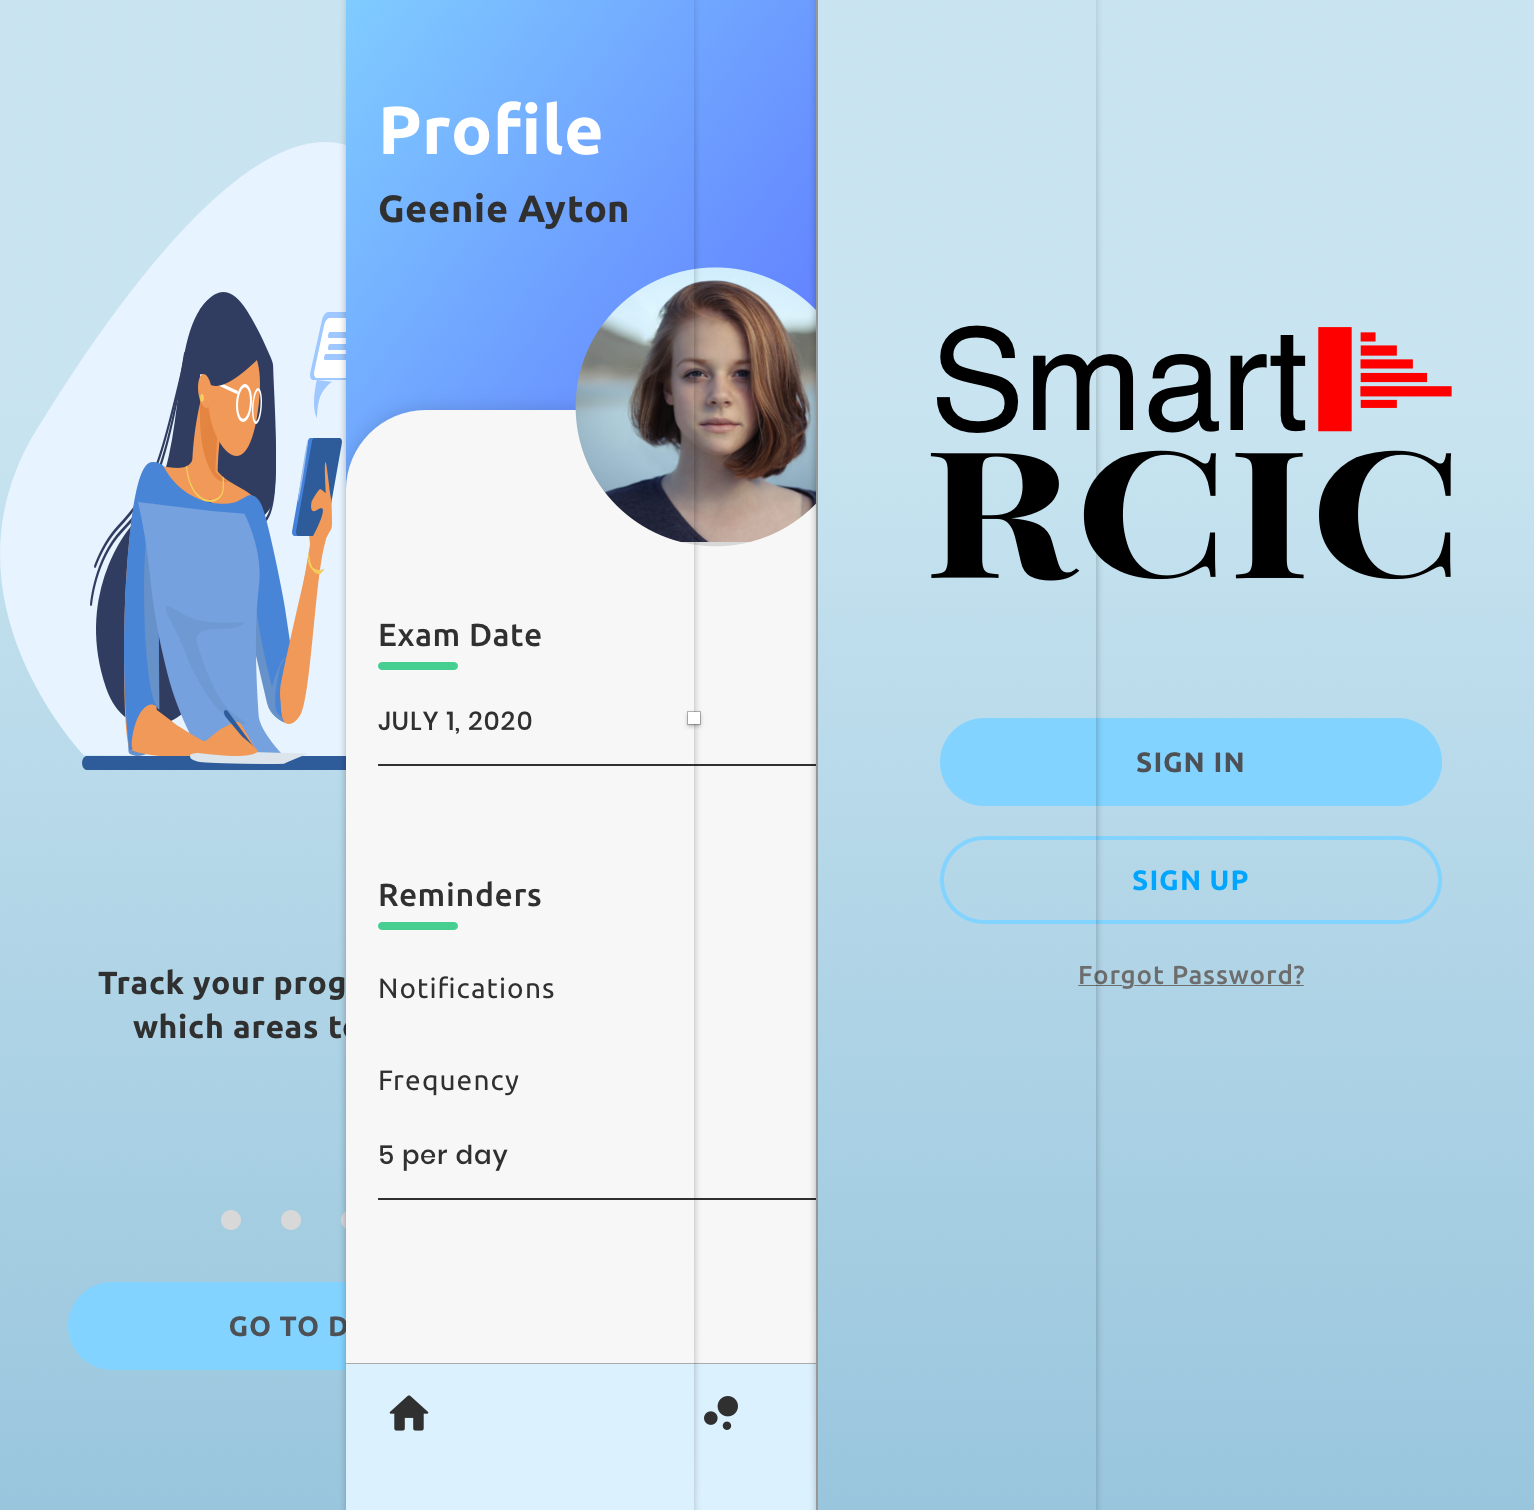 Track your prog
which areas to
GO TO D
Profile
Geenie Ayton
Exam Date
JULY 1, 2020
Reminders
Notifications
Frequency
5 per day
Smart
RCIC
SIGN IN
SIGN UP
Forgot Password?